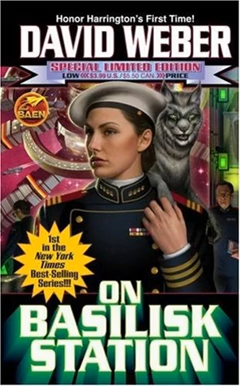 Honor Harrington's First Time!
DAVID WEBER
SPECIAL LIMITED EDITION
LOW $3.99 U.S./$5.50 CAN PRICE
BAEN
1st
in the
New York
Times
Best-Selling
Series!!!
ON
BASILISK
STATION